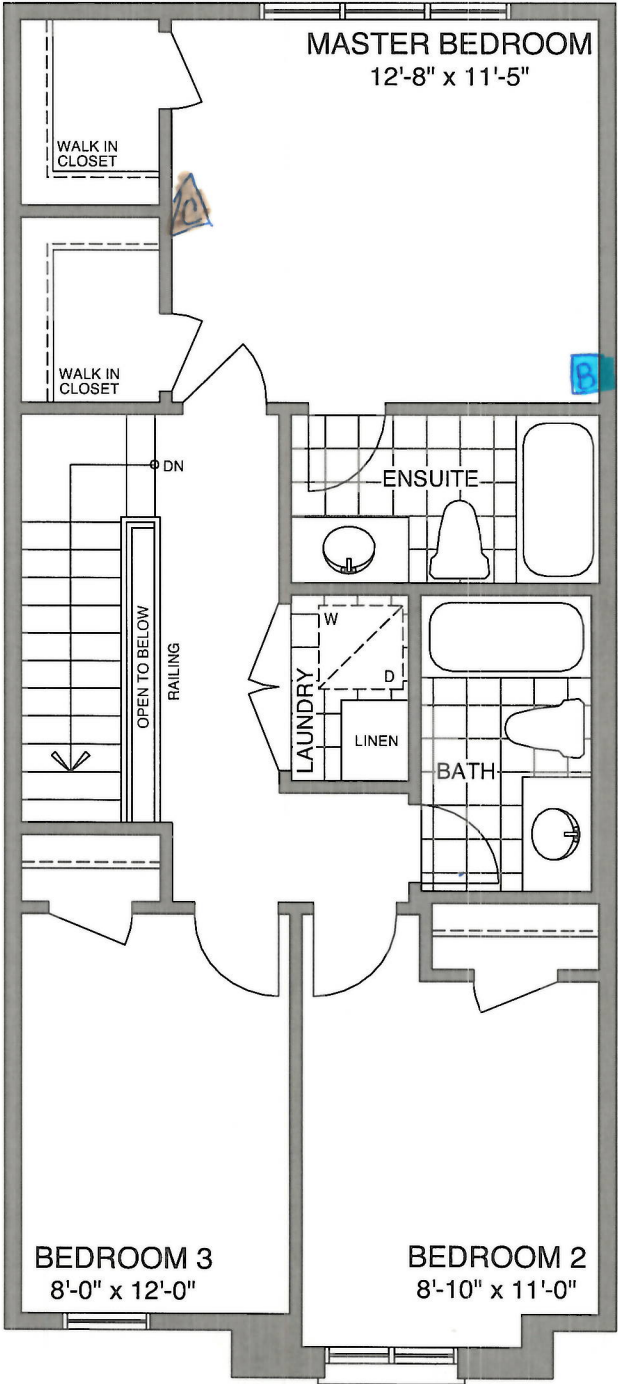 MASTER BEDROOM
12'-8" x 11'-5"
WALK IN
CLOSET
C
WALK IN
CLOSET
B
DN
ENSUITE
OPEN TO BELOW
RAILING
W
D
LAUNDRY
LINEN
BATH
BEDROOM 3
8'-0" x 12'-0"
BEDROOM 2
8'-10" x 11'-0"